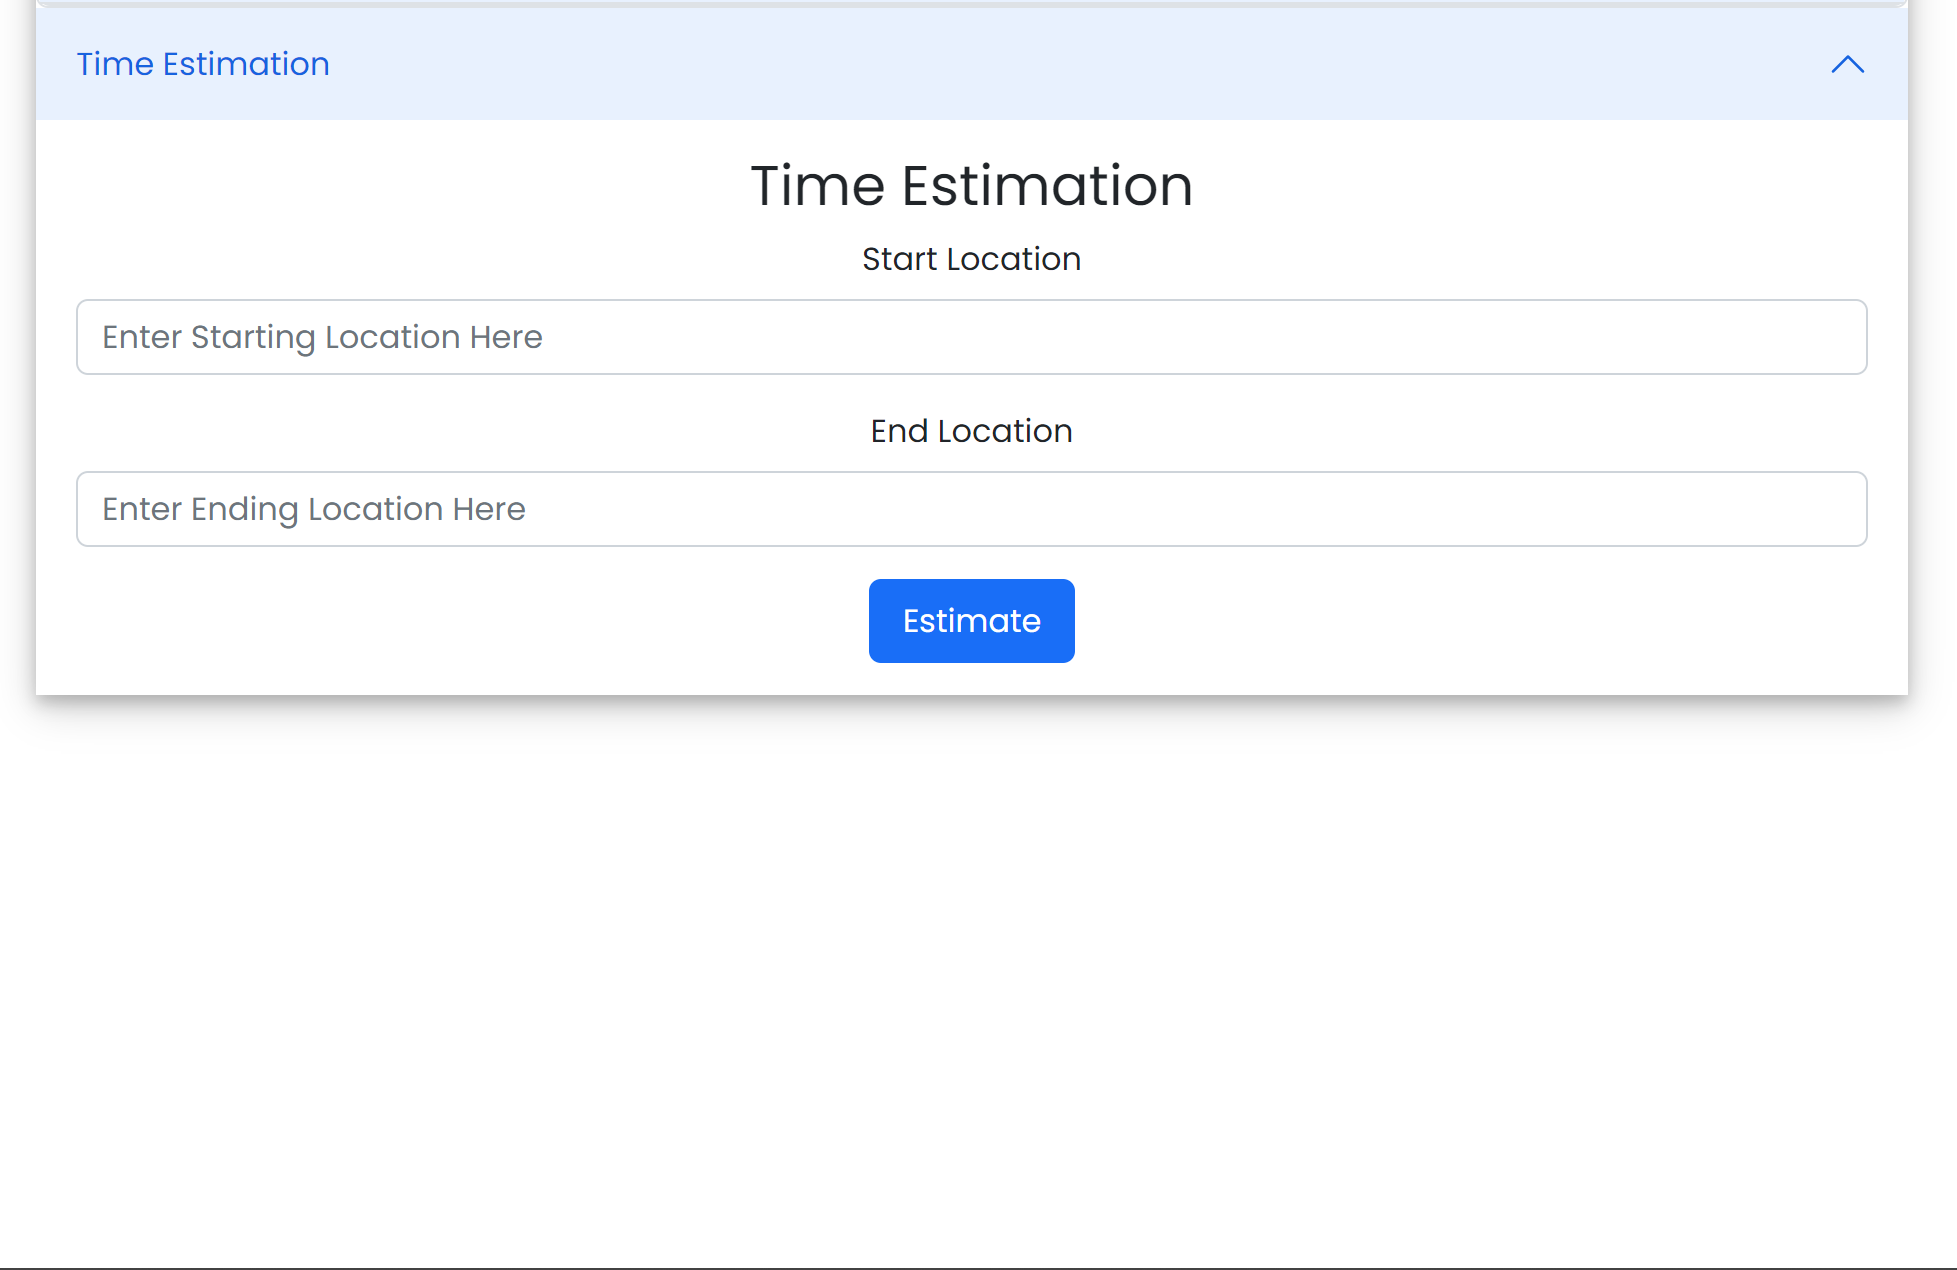 Time Estimation
Time Estimation
Start Location
Enter Starting Location Here
End Location
Enter Ending Location Here
Estimate